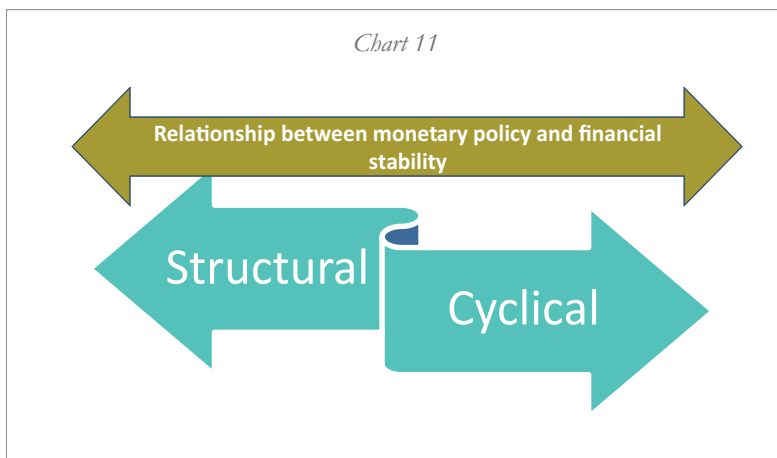 Chart 11
Relationship between monetary policy and financial
stability
Structural
Cyclical